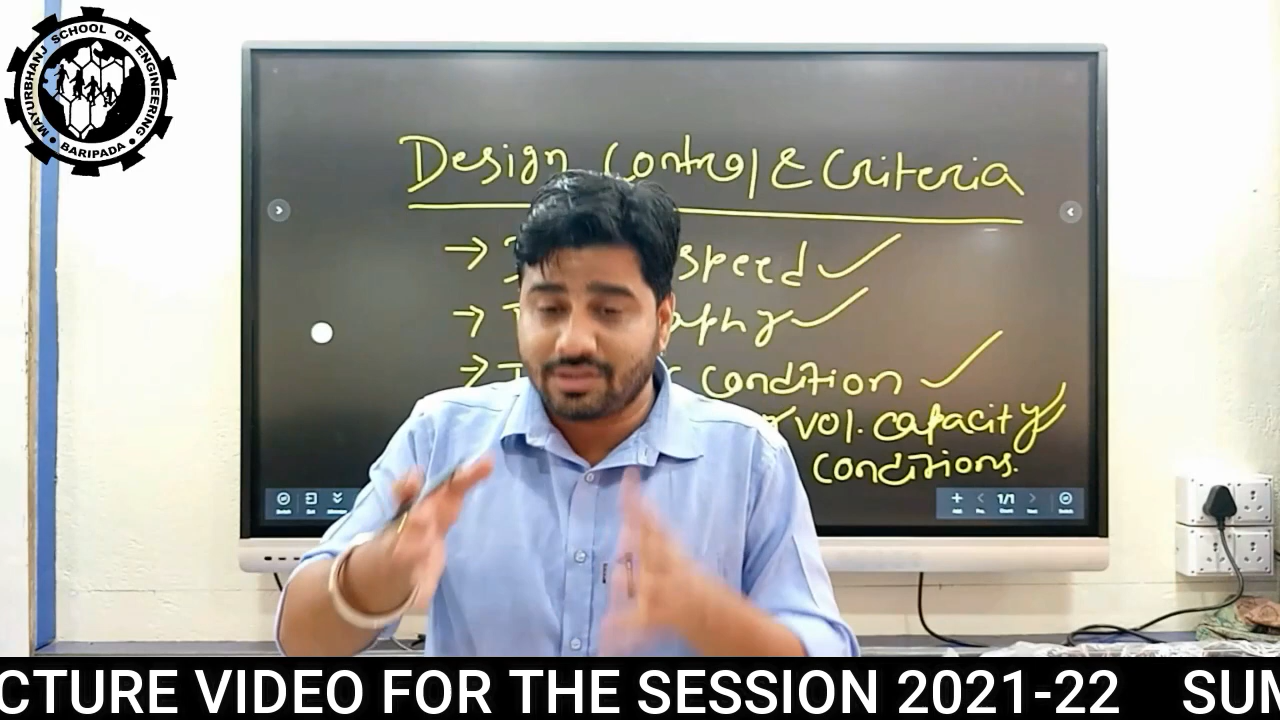 MAYURBHANJ SCHOOL OF ENGINEERING
BARIPADA
Design Control & Criteria
speed
condition
vol. capacity
conditions.
1/1
CTURE VIDEO FOR THE SESSION 2021-22 SUM